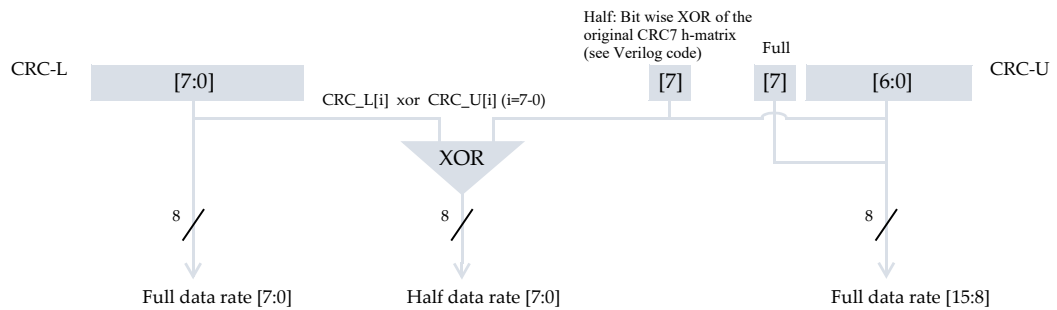 Half: Bit wise XOR of the
original CRC7 h-matrix
(see Verilog code)
Full
CRC-L
[7:0]
[7]
[7]
[6:0]
CRC-U
CRC_L[i] xor CRC_U[i] (i=7-0)
XOR
8
8
8
Full data rate [7:0]
Half data rate [7:0]
Full data rate [15:8]